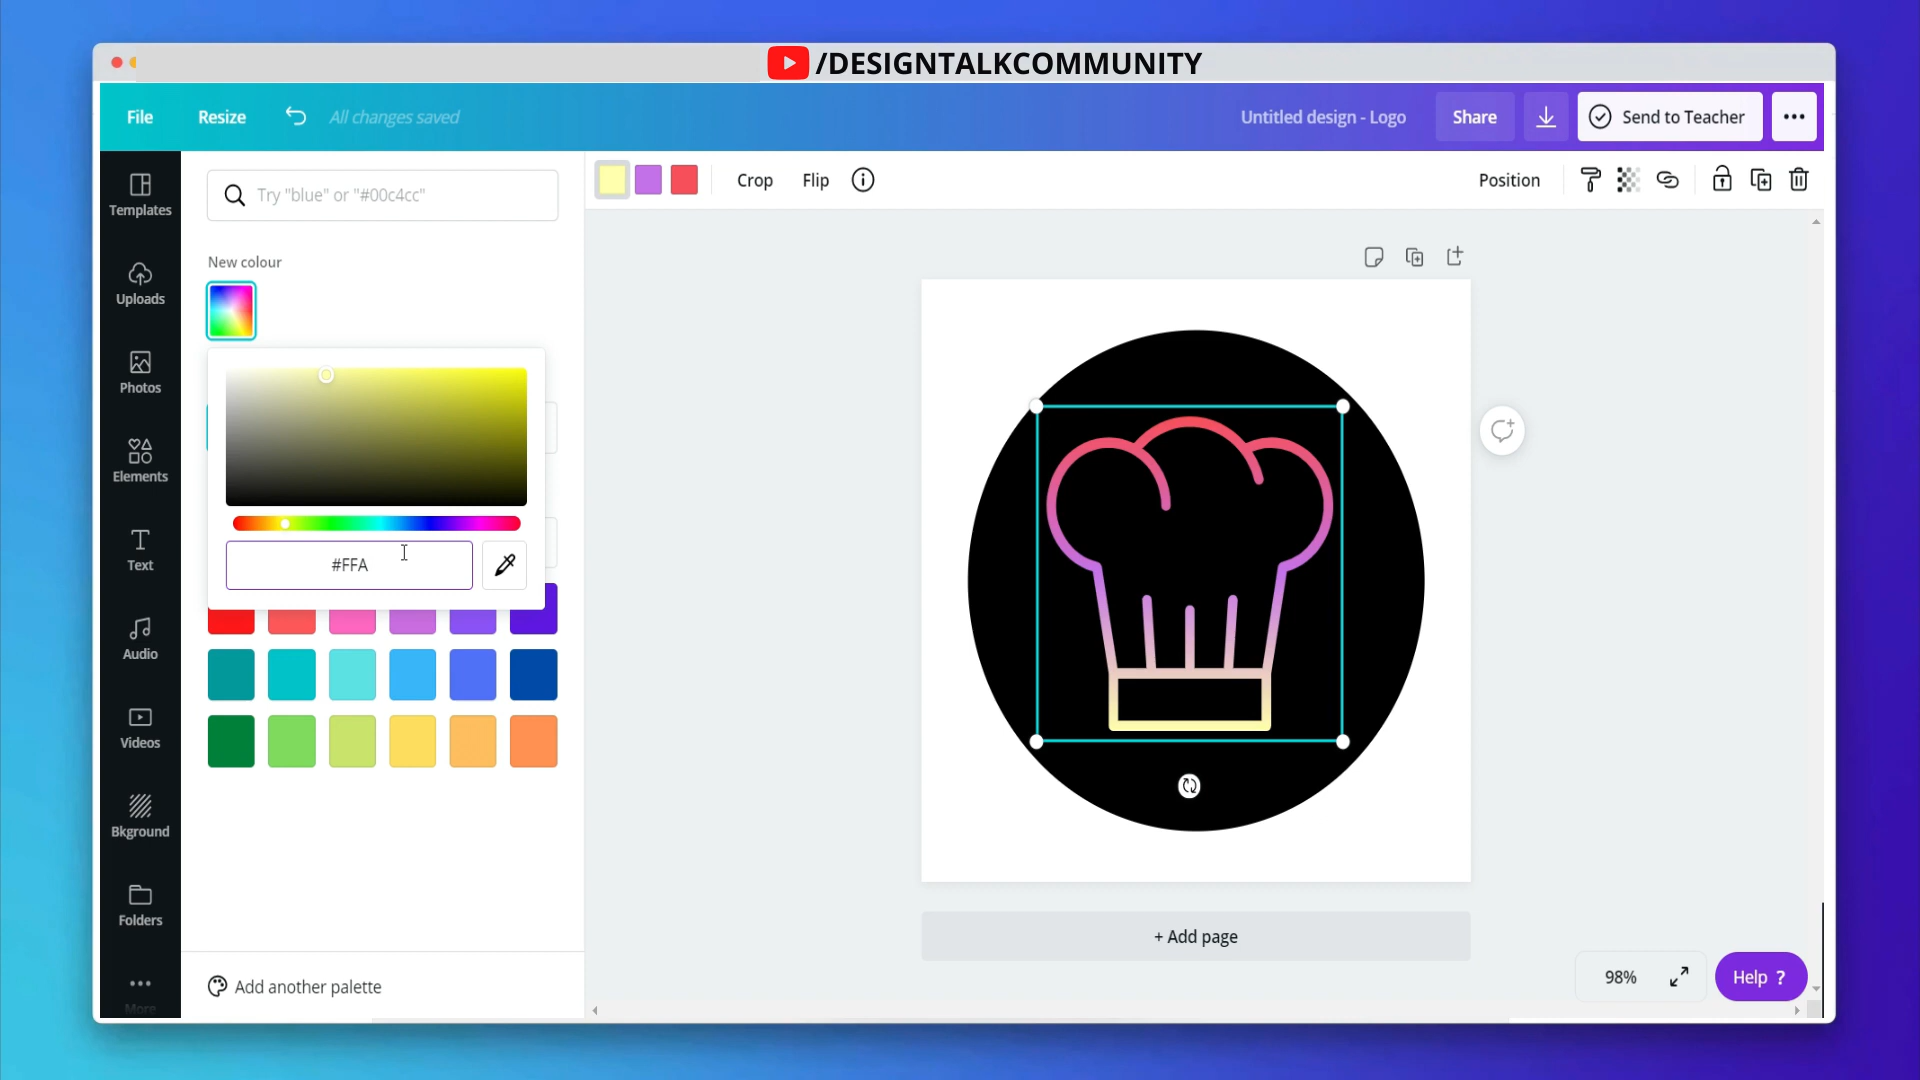 /DESIGNTALKCOMMUNITY
File
Resize
All changes saved
Untitled design - Logo
Share
Send to Teacher
Templates
Uploads
Photos
Elements
Text
Audio
Videos
Bkground
Folders
More
Try "blue" or "#00c4cc"
New colour
#FFA
Add another palette
Crop
Flip
Position
+ Add page
98%
Help ?